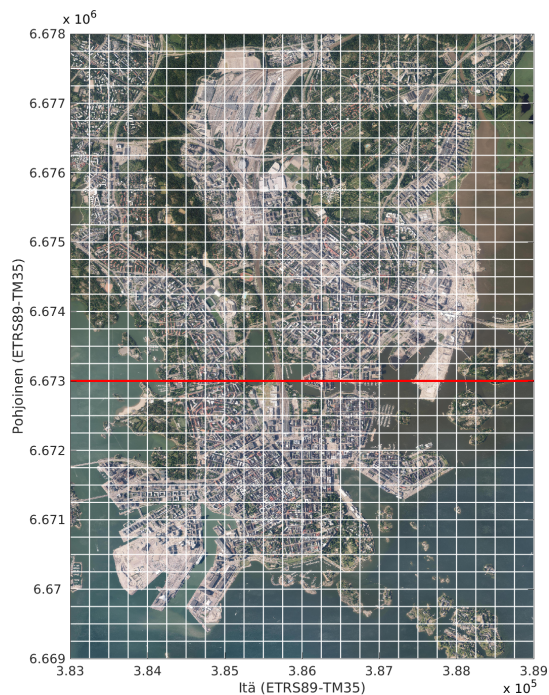 x 10⁶
6.678
6.677
6.676
6.675
6.674
6.673
6.672
6.671
6.67
6.669
Pohjoinen (ETRS89-TM35)
3.83 3.84 3.85 3.86 3.87 3.88 3.89
Itä (ETRS89-TM35)
x 10⁵